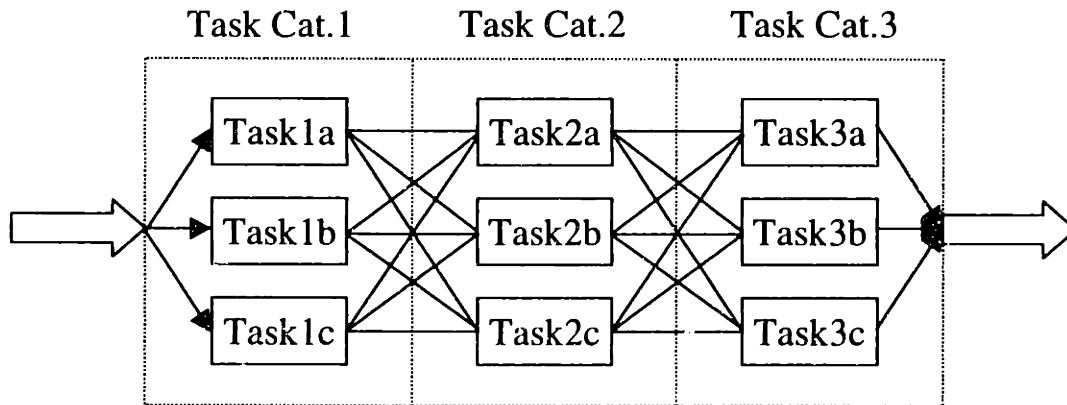 Task Cat.1 Task Cat.2 Task Cat.3
Task1a Task2a Task3a
Task1b Task2b Task3b
Task1c Task2c Task3c